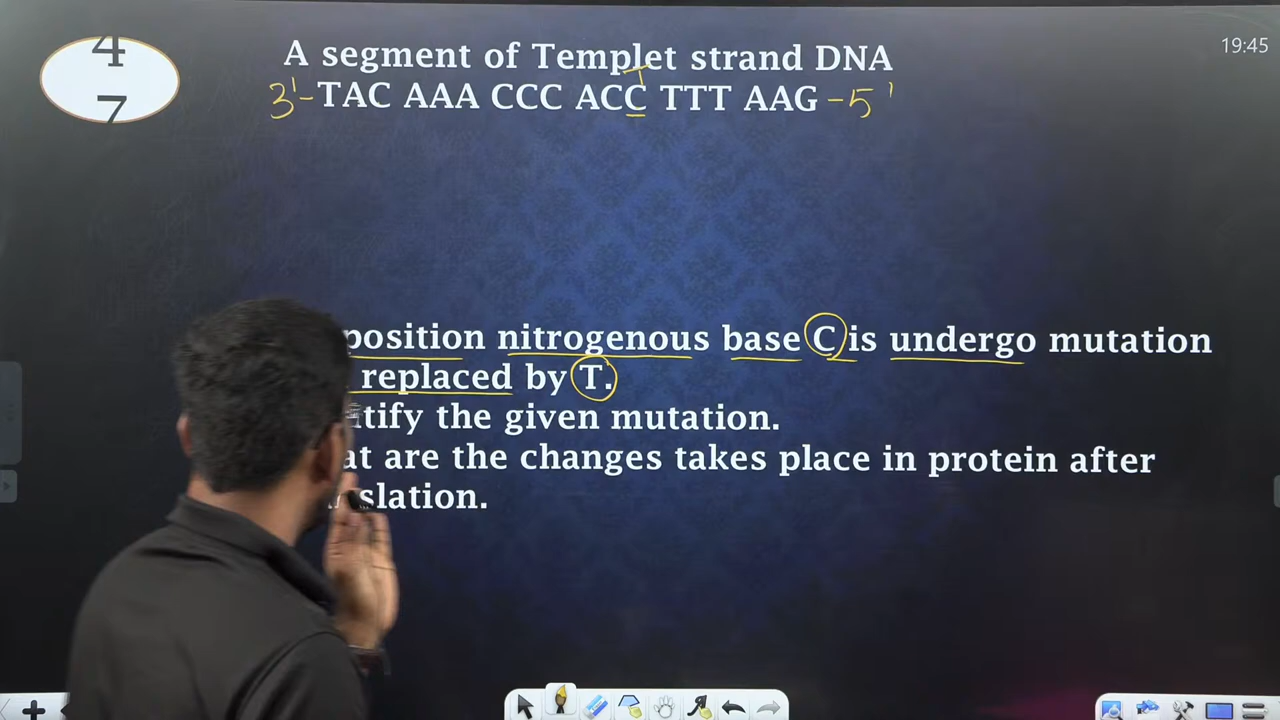 4
7
19:45
A segment of Templet strand DNA
T
3'-TAC AAA CCC ACC TTT AAG -5'
position nitrogenous base C is undergo mutation
replaced by T.
tify the given mutation.
at are the changes takes place in protein after
slation.